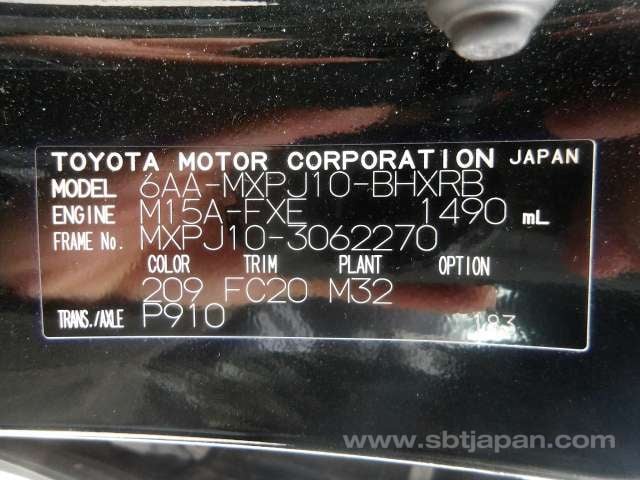 TOYOTA MOTOR CORPORATION JAPAN
MODEL 6AA-MXPJ10-BHXRB
ENGINE M15A-FXE 1490 mL
FRAME No. MXPJ10-3062270
COLOR TRIM PLANT OPTION
209 FC20 M32
TRANS./AXLE P910
183
www.sbtjapan.com